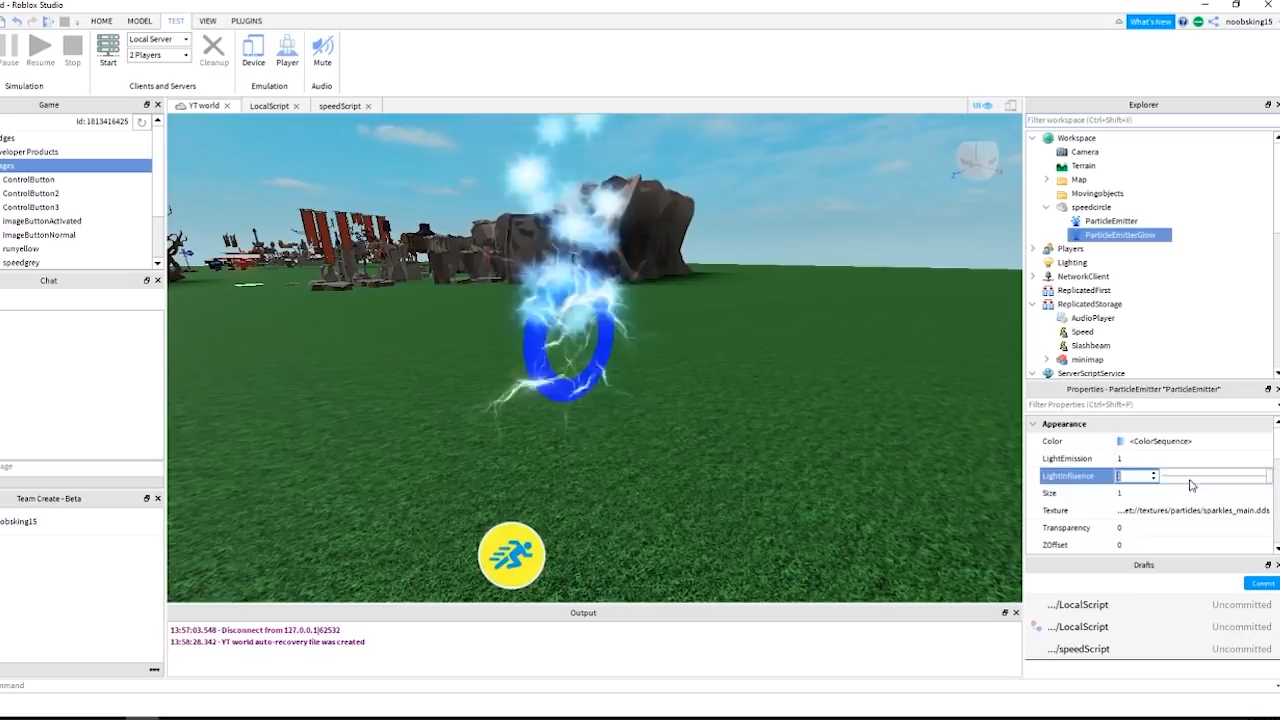 d - Roblox Studio
HOME MODEL TEST VIEW PLUGINS
What's New noobsking15
Pause Resume Stop Start Local Server 2 Players Cleanup Device Player Mute
Simulation Clients and Servers Emulation Audio
Game
Id: 1813416425
dges
veloper Products
ages
ControlButton
ControlButton2
ControlButton3
ImageButtonActivated
ImageButtonNormal
runyellow
speedgrey
Chat
age
Team Create - Beta
obsking15
mmand
YT world LocalScript speedScript
UI
Output
13:57:03.548 - Disconnect from 127.0.0.1|62532
13:58:28.342 - YT world auto-recovery file was created
Explorer
Filter workspace (Ctrl+Shift+X)
Workspace
Camera
Terrain
Map
Movingobjects
speedcircle
ParticleEmitter
ParticleEmitterGlow
Players
Lighting
NetworkClient
ReplicatedFirst
ReplicatedStorage
AudioPlayer
Speed
Slashbeam
minimap
ServerScriptService
Properties - ParticleEmitter "ParticleEmitter"
Filter Properties (Ctrl+Shift+P)
Appearance
Color <ColorSequence>
LightEmission 1
LightInfluence
Size 1
Texture ...et://textures/particles/sparkles_main.dds
Transparency 0
ZOffset 0
Drafts
Commit
.../LocalScript Uncommitted
.../LocalScript Uncommitted
.../speedScript Uncommitted